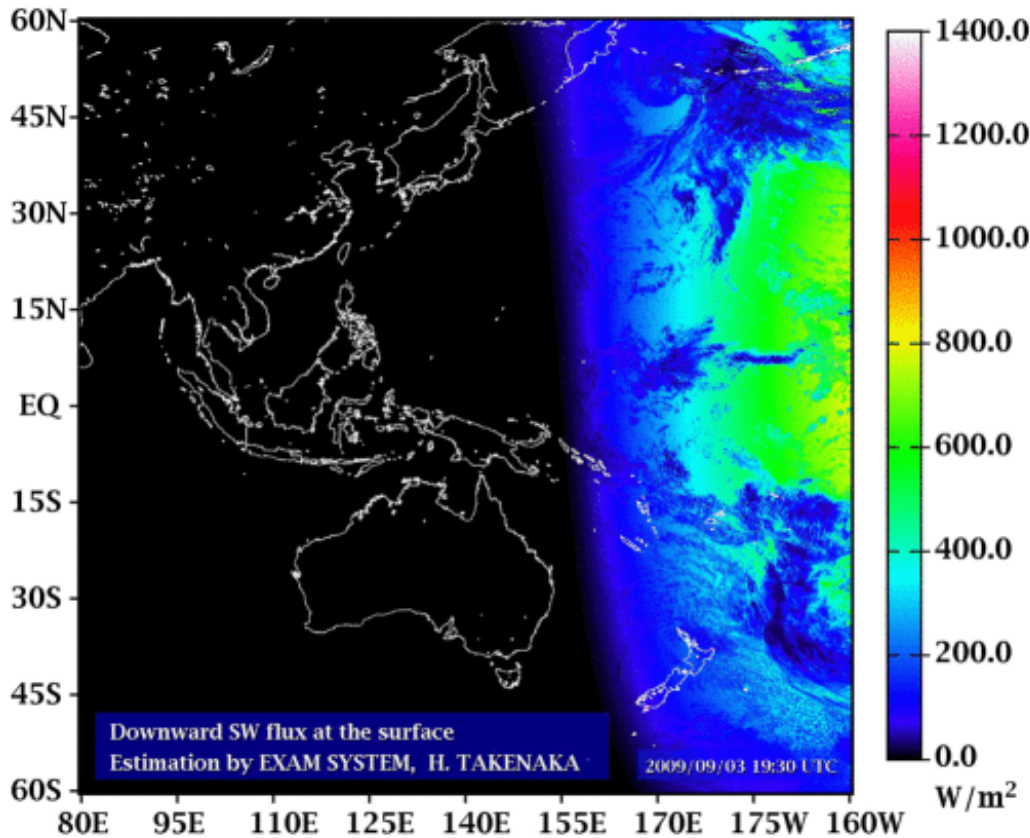 60N
45N
30N
15N
EQ
15S
30S
45S
60S
80E 95E 110E 125E 140E 155E 170E 175W 160W
1400.0
1200.0
1000.0
800.0
600.0
400.0
200.0
0.0
W/m²
Downward SW flux at the surface
Estimation by EXAM SYSTEM, H. TAKENAKA
2009/09/03 19:30 UTC